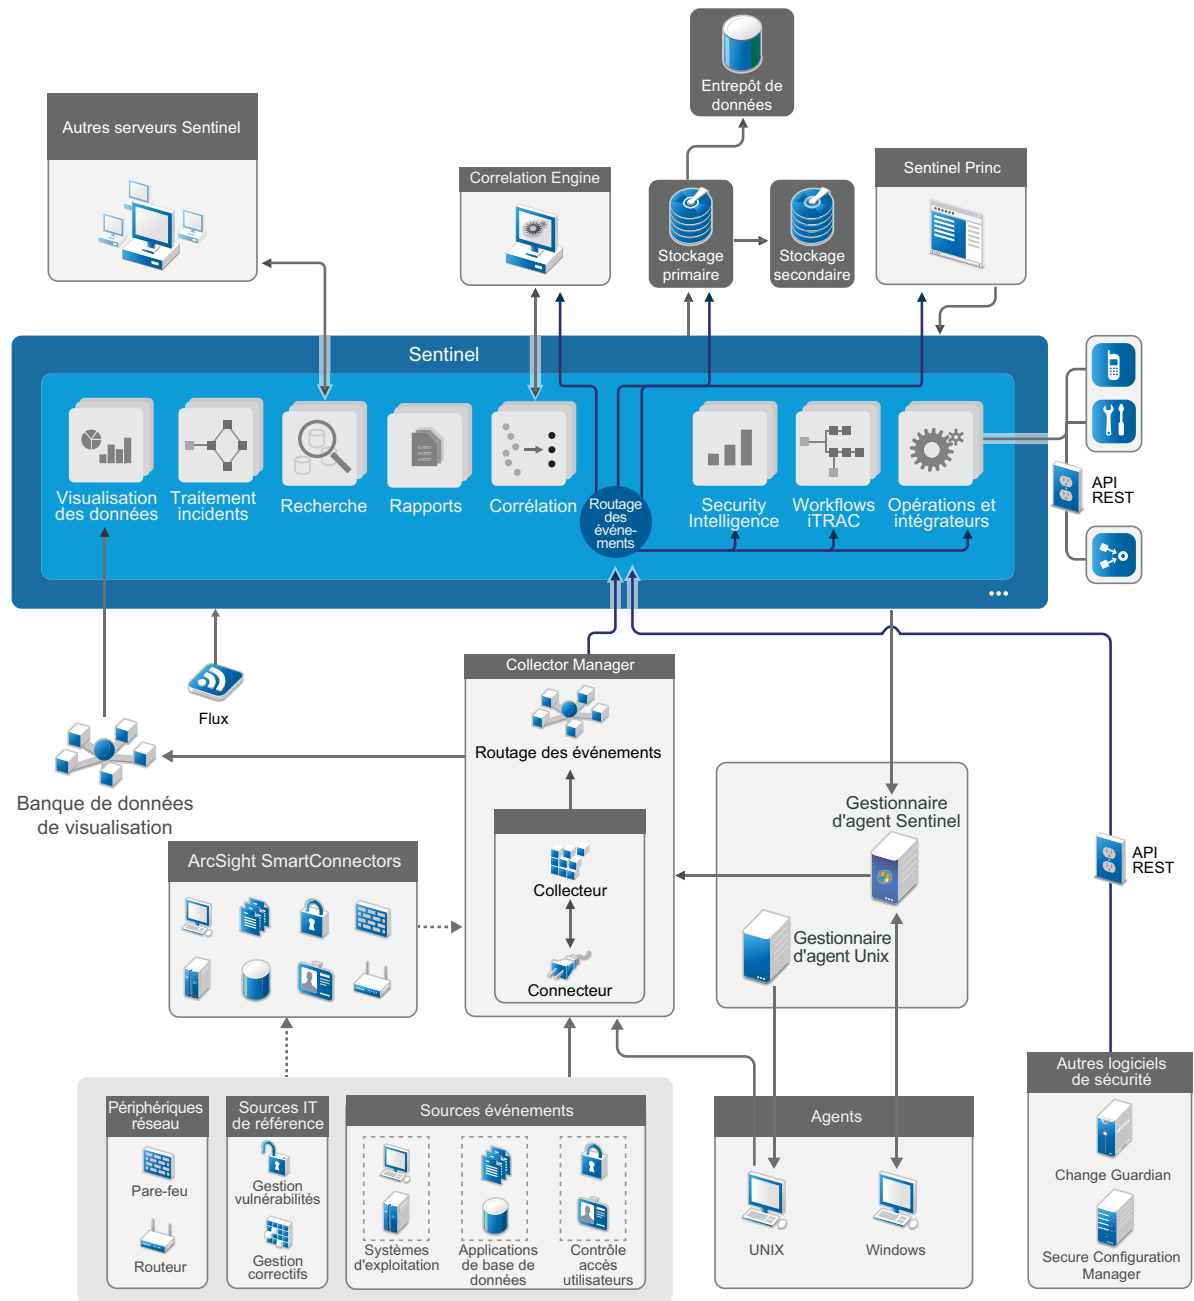 Entrepôt de
données
Autres serveurs Sentinel
Correlation Engine
Stockage
primaire
Stockage
secondaire
Sentinel Princ
Sentinel
Visualisation
des données
Traitement
incidents
Recherche
Rapports
Corrélation
Routage
des
événe-
ments
Security
Intelligence
Workflows
iTRAC
Opérations et
intégrateurs
API
REST
Flux
Banque de données
de visualisation
Collector Manager
Routage des événements
Collecteur
Connecteur
ArcSight SmartConnectors
Gestionnaire
d'agent Sentinel
Gestionnaire
d'agent Unix
API
REST
Périphériques
réseau
Pare-feu
Routeur
Sources IT
de référence
Gestion
vulnérabilités
Gestion
correctifs
Sources événements
Systèmes
d'exploitation
Applications
de base de
données
Contrôle
accès
utilisateurs
Agents
UNIX
Windows
Autres logiciels
de sécurité
Change Guardian
Secure Configuration
Manager